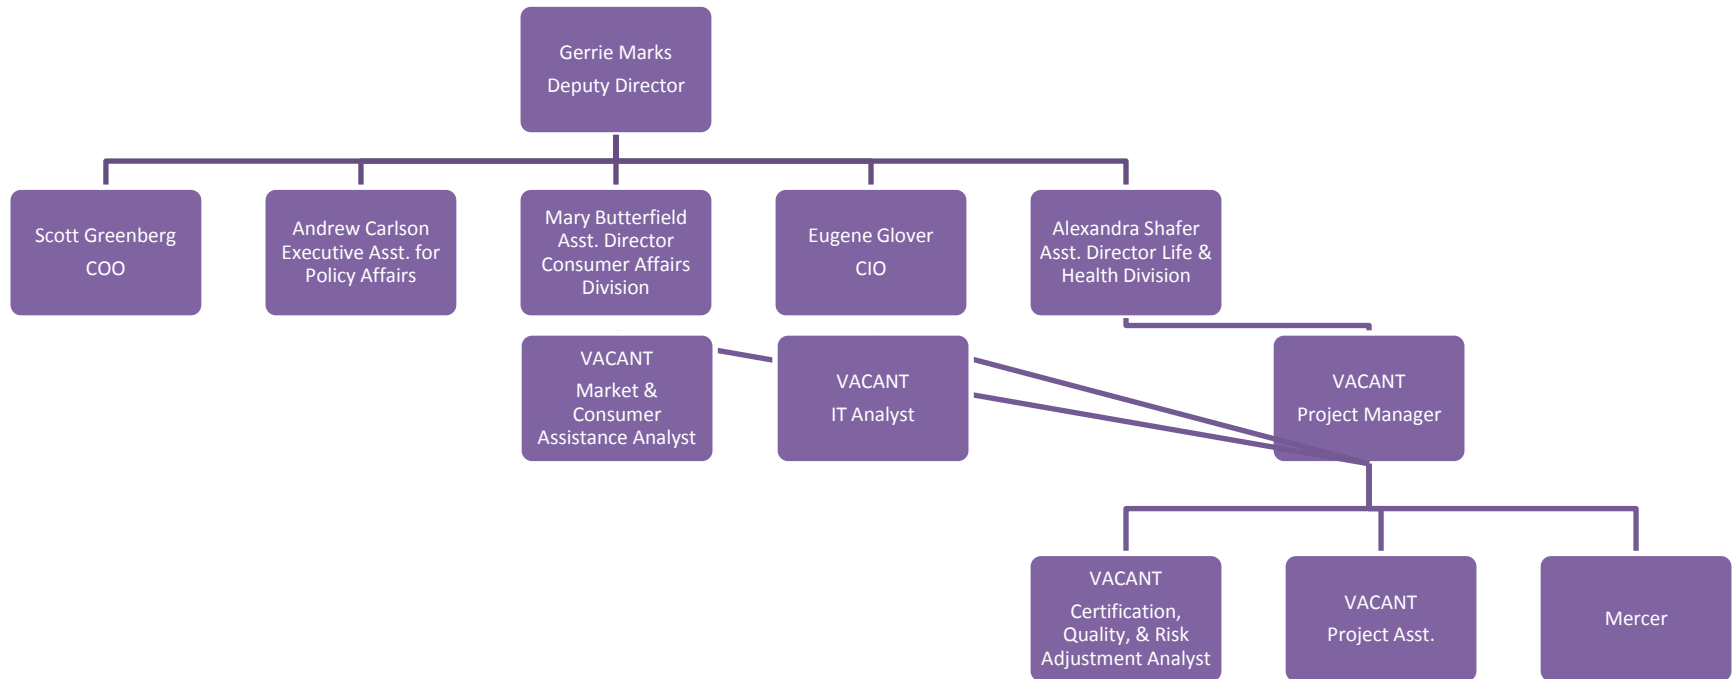 Gerrie Marks
Deputy Director
Scott Greenberg
COO
Andrew Carlson
Executive Asst. for
Policy Affairs
Mary Butterfield
Asst. Director
Consumer Affairs
Division
Eugene Glover
CIO
Alexandra Shafer
Asst. Director Life &
Health Division
VACANT
Market &
Consumer
Assistance Analyst
VACANT
IT Analyst
VACANT
Project Manager
VACANT
Certification,
Quality, & Risk
Adjustment Analyst
VACANT
Project Asst.
Mercer